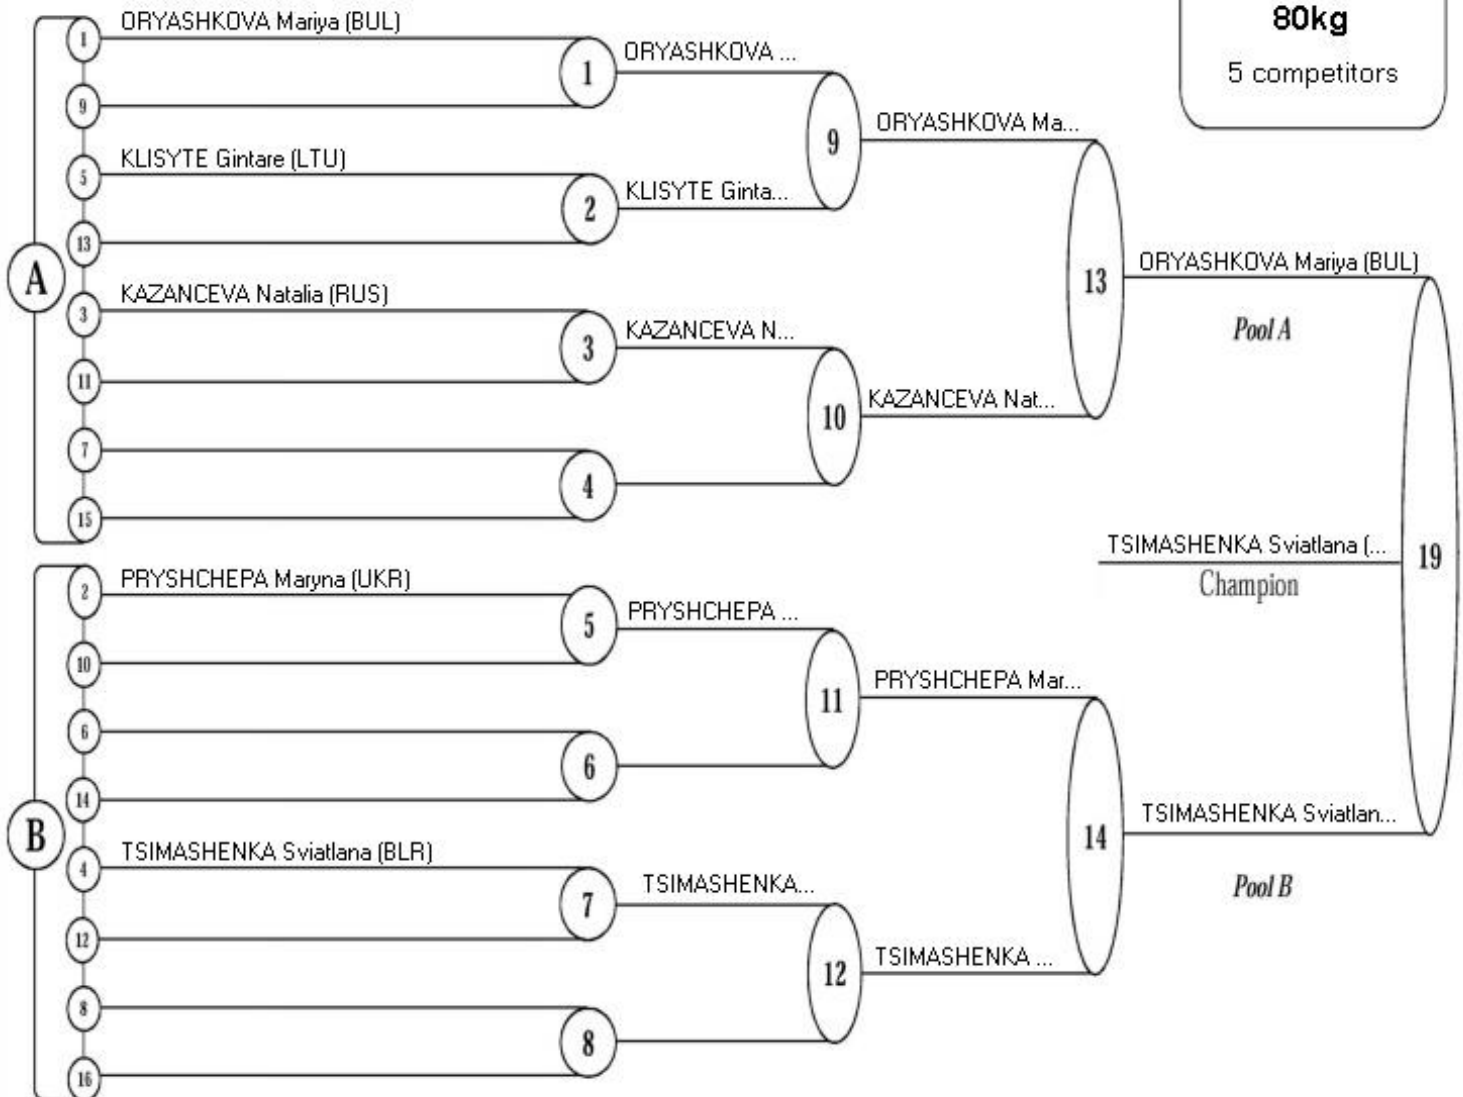 80kg
5 competitors
ORYASHKOVA Mariya (BUL)
1
9
1
ORYASHKOVA ...
KLISYTE Gintare (LTU)
5
13
2
KLISYTE Ginta...
9
ORYASHKOVA Ma...
A
KAZANCEVA Natalia (RUS)
3
11
3
KAZANCEVA N...
7
15
4
10
KAZANCEVA Nat...
13
ORYASHKOVA Mariya (BUL)
Pool A
TSIMASHENKA Sviatlana (...
Champion
19
PRYSHCHEPA Maryna (UKR)
2
10
5
PRYSHCHEPA ...
6
14
6
11
PRYSHCHEPA Mar...
B
TSIMASHENKA Sviatlana (BLR)
4
12
7
TSIMASHENKA...
8
16
8
12
TSIMASHENKA ...
14
TSIMASHENKA Sviatlan...
Pool B